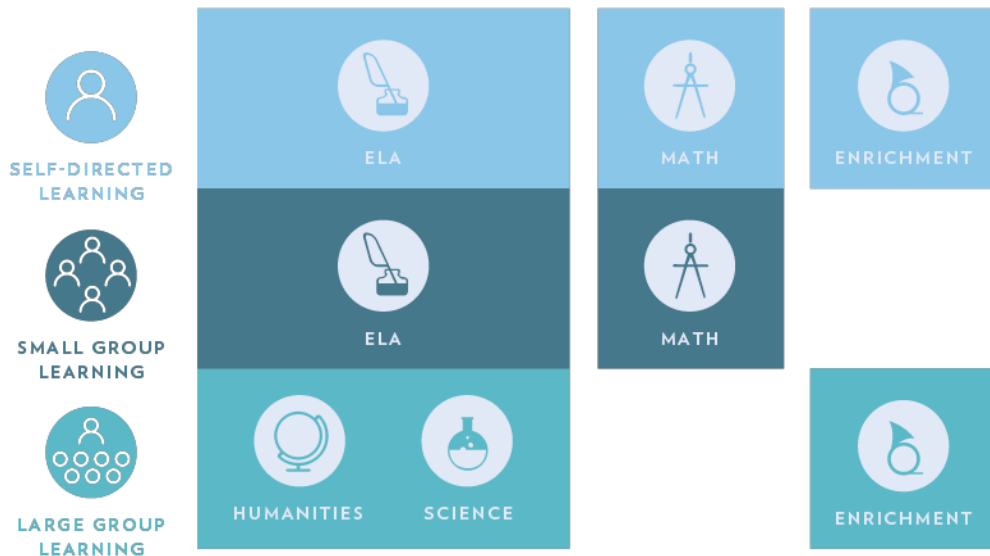 ELA
MATH
ENRICHMENT
SELF-DIRECTED
LEARNING
ELA
MATH
SMALL GROUP
LEARNING
HUMANITIES
SCIENCE
ENRICHMENT
LARGE GROUP
LEARNING